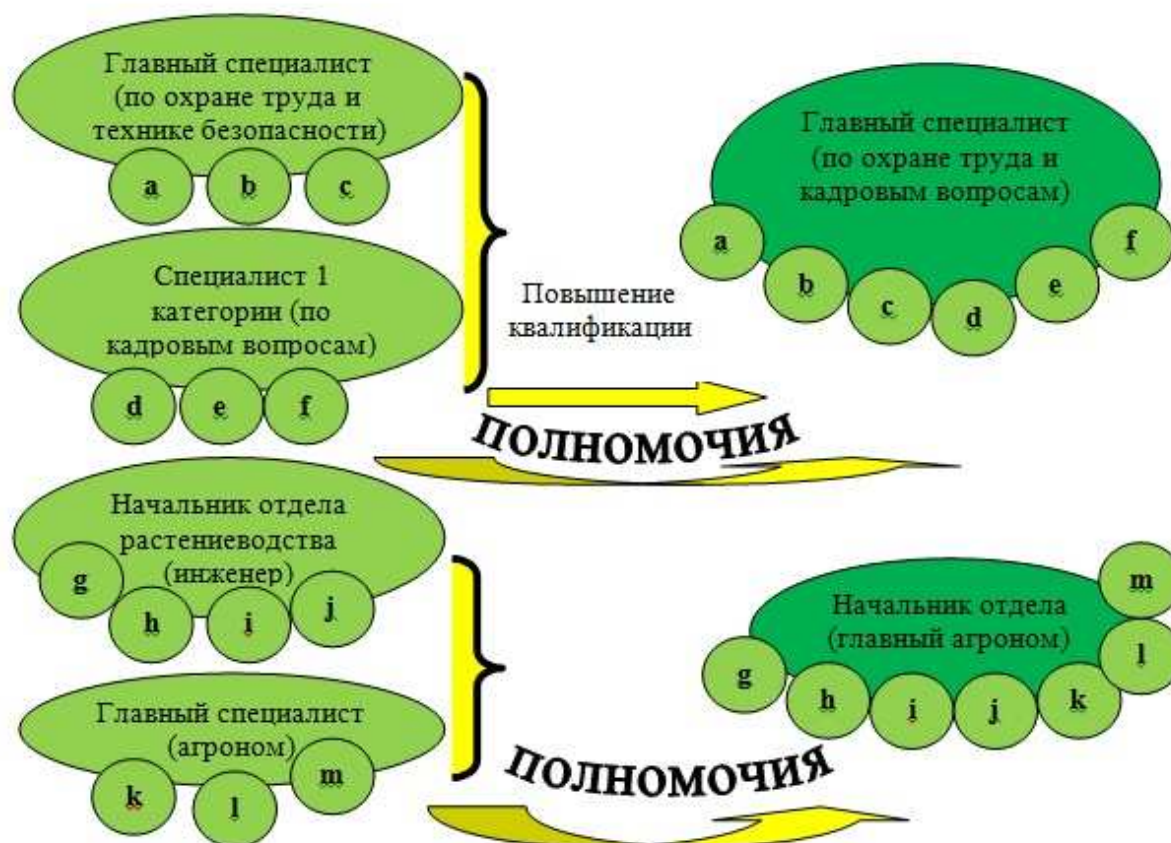 Главный специалист
(по охране труда и
технике безопасности)
a b c
Специалист 1
категории (по
кадровым вопросам)
d e f
Повышение
квалификации
ПОЛНОМОЧИЯ
Главный специалист
(по охране труда и
кадровым вопросам)
a b c d e f
Начальник отдела
растениеводства
(инженер)
g h i j
Главный специалист
(агроном)
k l m
ПОЛНОМОЧИЯ
Начальник отдела
(главный агроном)
g h i j k l m